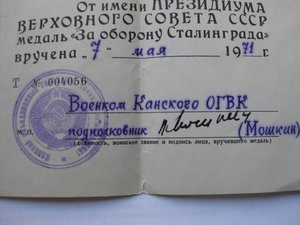 От имени ПРЕЗИДИУМА
ВЕРХОВНОГО СОВЕТА СССР
медаль «За оборону Сталинграда»
вручена "7" мая 1971 г.
Т № 004056
Военком Канского ОГВК
М. П. подполковник (Мошкин)
(должность, воинское звание и подпись лица, вручившего медаль)